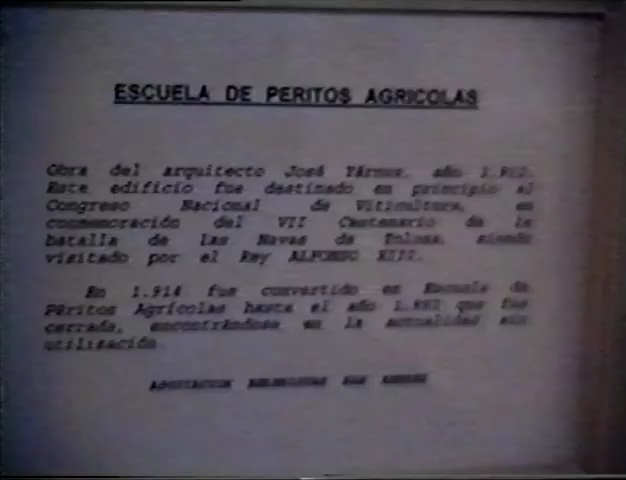 ESCUELA DE PERITOS AGRICOLAS
Obra del arquitecto José año 1.912.
Este edificio fue destinado en principio al
Congreso Nacional de Viticultura, en
conmemoración del VII Centenario de la
batalla de las Navas de Tolosa, siendo
visitado por el Rey ALFONSO XIII.
En 1.914 fue convertido en Escuela de
Péritos Agrícolas hasta el año que fue
cerrada, encontrándose en la actualidad sin
utilización.